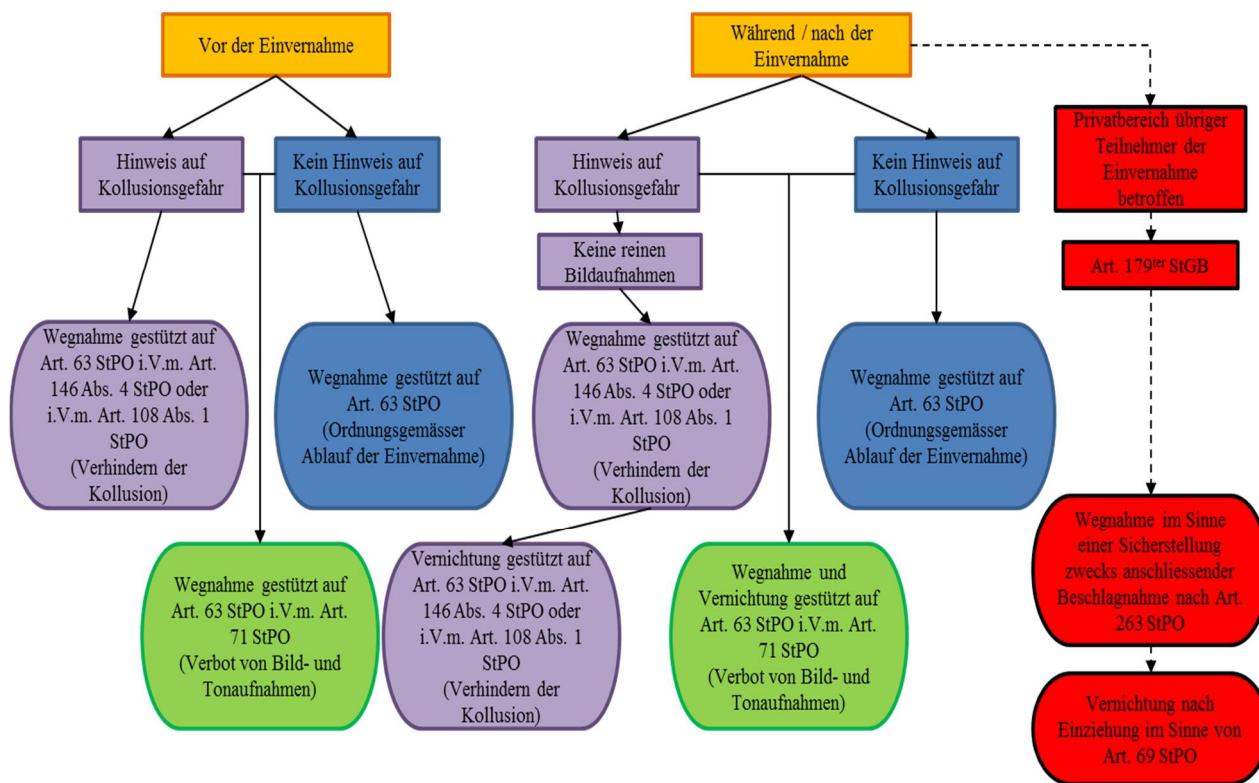 Vor der Einvernahme
Während / nach der
Einvernahme
Hinweis auf
Kollusionsgefahr
Kein Hinweis auf
Kollusionsgefahr
Hinweis auf
Kollusionsgefahr
Kein Hinweis auf
Kollusionsgefahr
Privatbereich übriger
Teilnehmer der
Einvernahme
betroffen
Keine reinen
Bildaufnahmen
Art. 179ter StGB
Wegnahme gestützt auf
Art. 63 StPO i.V.m. Art.
146 Abs. 4 StPO oder
i.V.m. Art. 108 Abs. 1
StPO
(Verhindern der
Kollusion)
Wegnahme gestützt auf
Art. 63 StPO
(Ordnungsgemässer
Ablauf der Einvernahme)
Wegnahme gestützt auf
Art. 63 StPO i.V.m. Art.
146 Abs. 4 StPO oder
i.V.m. Art. 108 Abs. 1
StPO
(Verhindern der
Kollusion)
Wegnahme gestützt auf
Art. 63 StPO
(Ordnungsgemässer
Ablauf der Einvernahme)
Wegnahme im Sinne
einer Sicherstellung
zwecks anschliessender
Beschlagnahme nach Art.
263 StPO
Wegnahme gestützt auf
Art. 63 StPO i.V.m. Art.
71 StPO
(Verbot von Bild- und
Tonaufnahmen)
Vernichtung gestützt auf
Art. 63 StPO i.V.m. Art.
146 Abs. 4 StPO oder
i.V.m. Art. 108 Abs. 1
StPO
(Verhindern der
Kollusion)
Wegnahme und
Vernichtung gestützt auf
Art. 63 StPO i.V.m. Art.
71 StPO
(Verbot von Bild- und
Tonaufnahmen)
Vernichtung nach
Einziehung im Sinne von
Art. 69 StPO